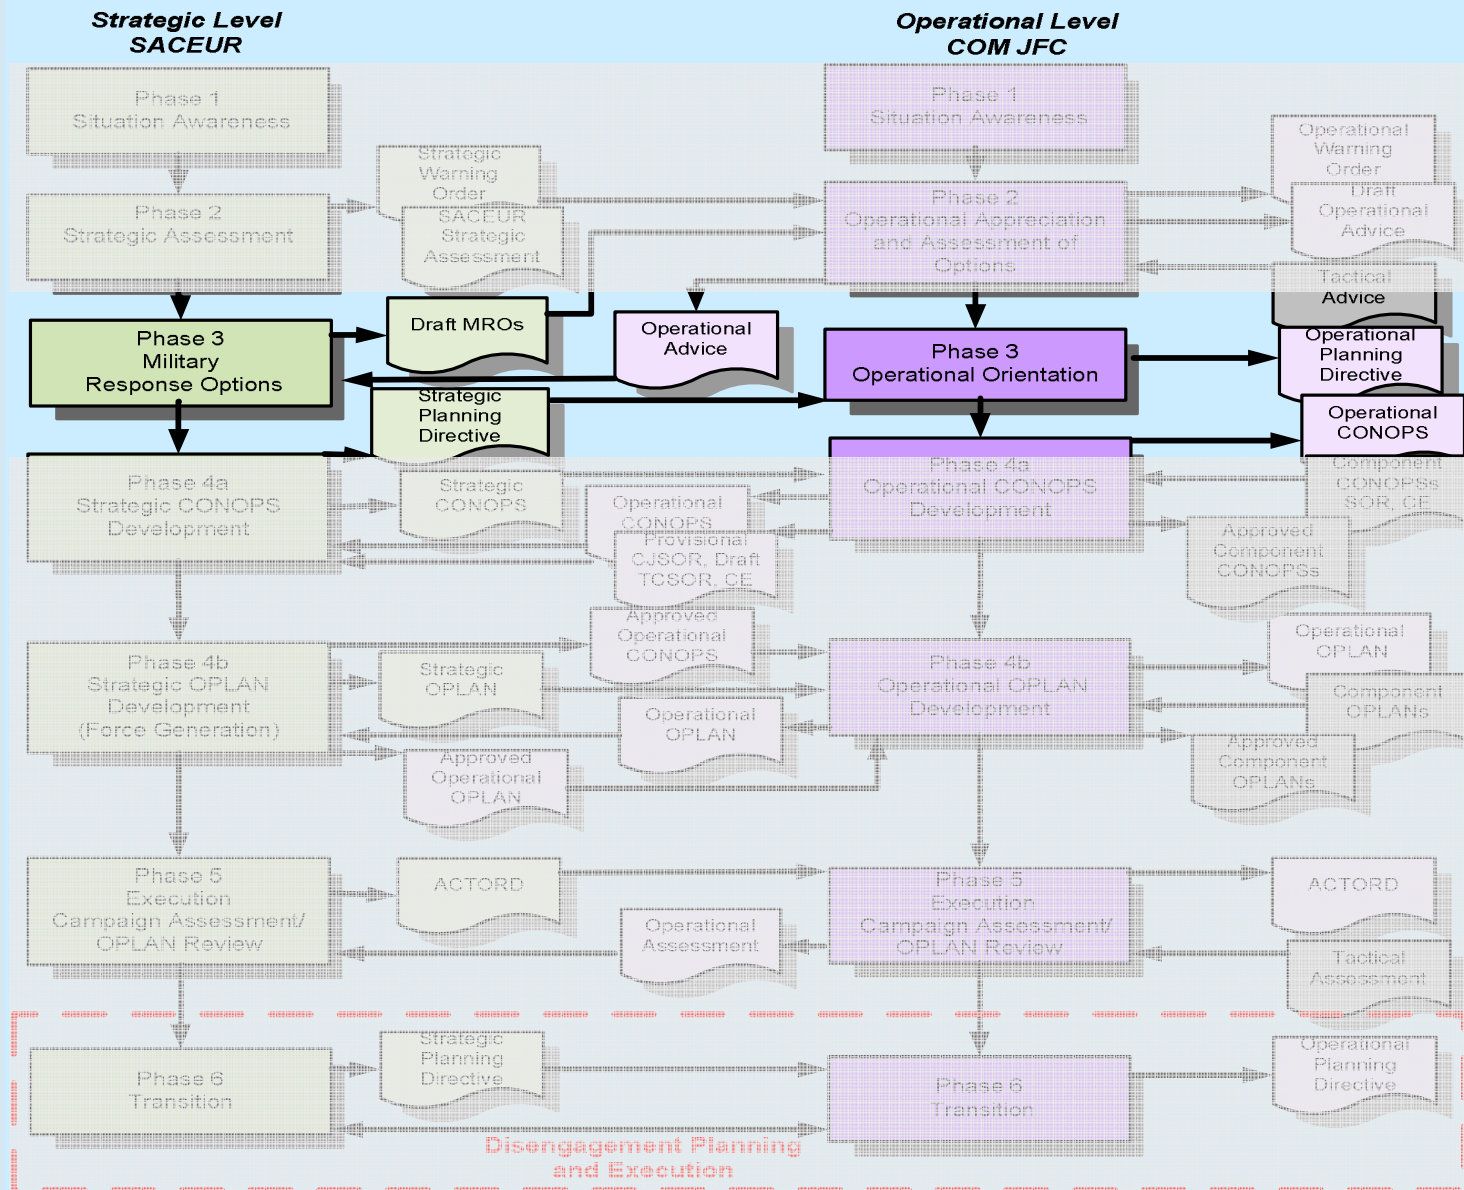 Strategic Level
SACEUR
Operational Level
COM JFC
Phase 1
Situation Awareness
Phase 1
Situation Awareness
Strategic
Warning
Order
Operational
Warning
Order
Phase 2
Strategic Assessment
SACEUR
Strategic
Assessment
Phase 2
Operational Appreciation
and Assessment of
Options
Draft
Operational
Advice
Tactical
Advice
Phase 3
Military
Response Options
Draft MROs
Operational
Advice
Phase 3
Operational Orientation
Operational
Planning
Directive
Strategic
Planning
Directive
Operational
CONOPS
Phase 4a
Strategic CONOPS
Development
Strategic
CONOPS
Operational
CONOPS
Provisional
CJSOR, Draft
TCSOR, CE
Phase 4a
Operational CONOPS
Development
Component
CONOPSs
SOR, CE
Approved
Component
CONOPSs
Phase 4b
Strategic OPLAN
Development
(Force Generation)
Approved
Operational
CONOPS
Strategic
OPLAN
Operational
OPLAN
Approved
Operational
OPLAN
Phase 4b
Operational OPLAN
Development
Operational
OPLAN
Component
OPLANs
Approved
Component
OPLANs
Phase 5
Execution
Campaign Assessment/
OPLAN Review
ACTORD
Operational
Assessment
Phase 5
Execution
Campaign Assessment/
OPLAN Review
ACTORD
Tactical
Assessment
Phase 6
Transition
Strategic
Planning
Directive
Phase 6
Transition
Operational
Planning
Directive
Disengagement Planning
and Execution